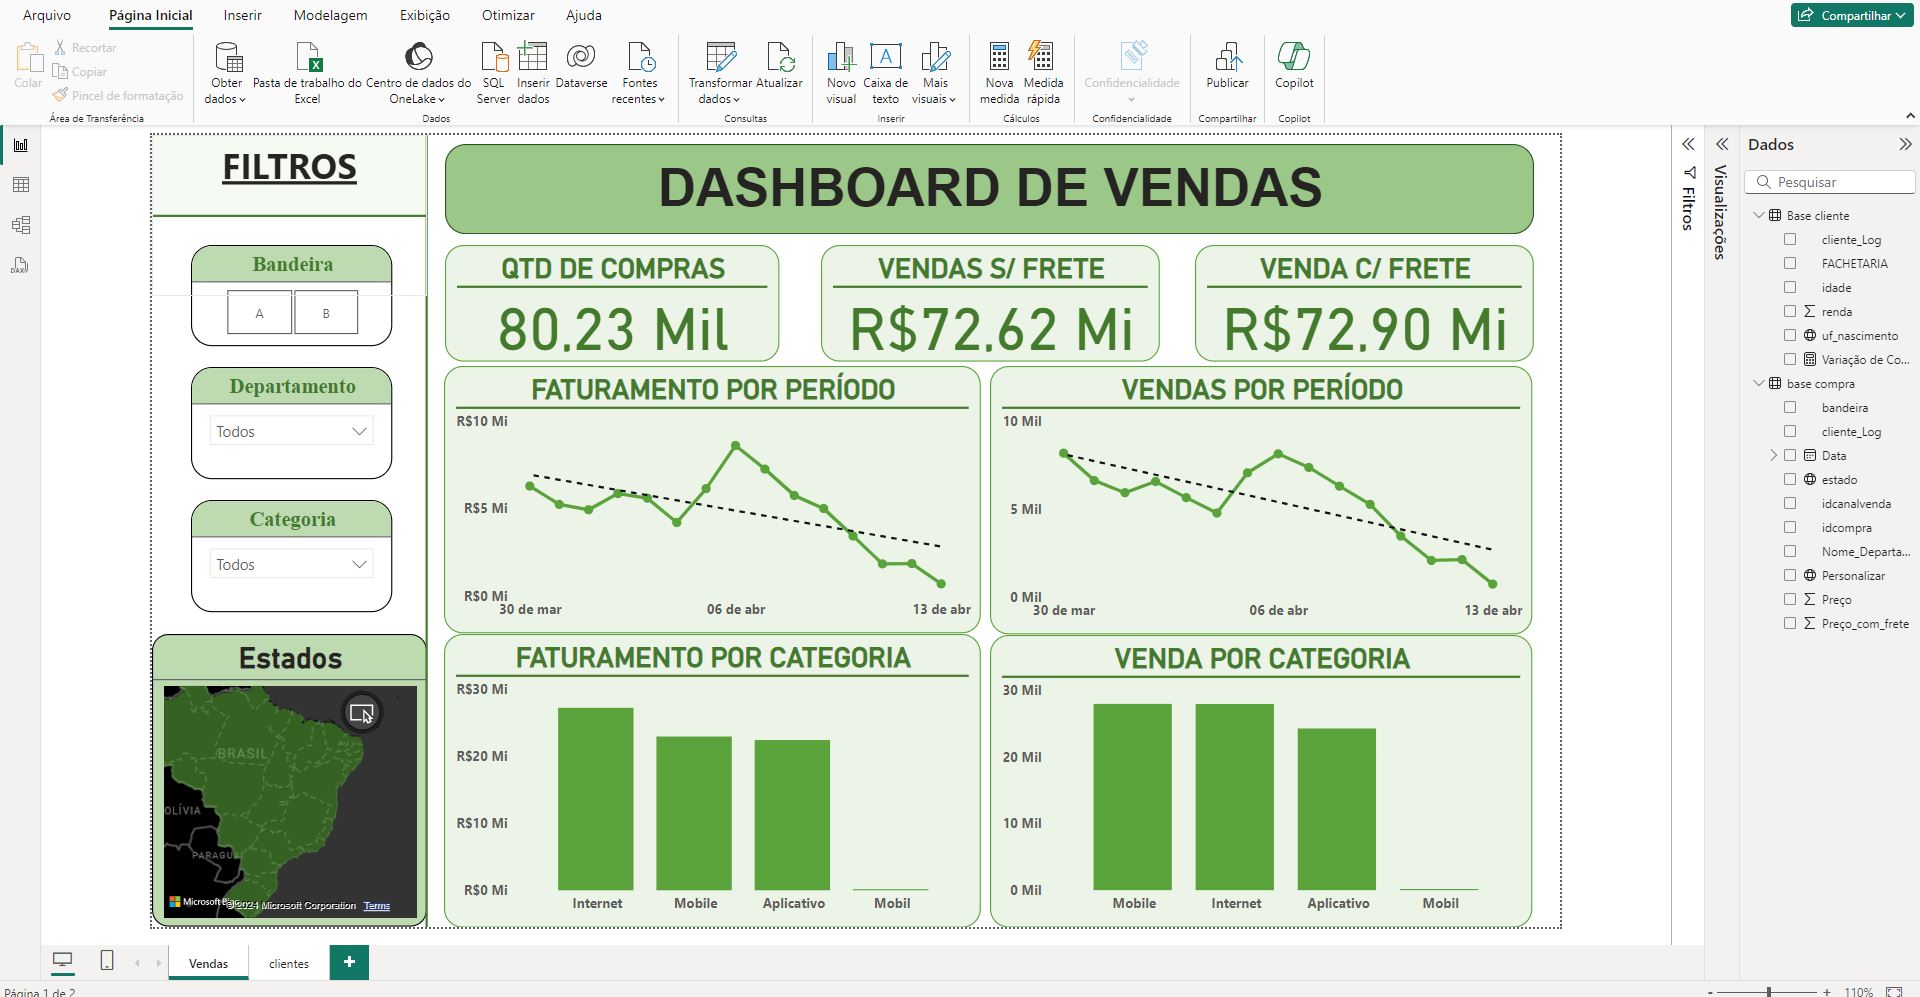 Arquivo Página Inicial Inserir Modelagem Exibição Otimizar Ajuda
Compartilhar
Colar
Recortar
Copiar
Pincel de formatação
Área de Transferência
Obter dados
Pasta de trabalho do Excel
Centro de dados do OneLake
SQL Server
Inserir dados
Dataverse
Fontes recentes
Dados
Transformar dados
Atualizar
Consultas
Novo visual
Caixa de texto
Mais visuais
Inserir
Nova medida
Medida rápida
Cálculos
Confidencialidade
Confidencialidade
Publicar
Compartilhar
Copilot
Copilot
DAX
FILTROS
Bandeira
A B
Departamento
Todos
Categoria
Todos
Estados
BRASIL
OLÍVIA
PARAGUA
©2024 Microsoft Corporation Terms
DASHBOARD DE VENDAS
QTD DE COMPRAS
80,23 Mil
VENDAS S/ FRETE
R$72,62 Mi
VENDA C/ FRETE
R$72,90 Mi
FATURAMENTO POR PERÍODO
R$10 Mi
R$5 Mi
R$0 Mi
30 de mar 06 de abr 13 de abr
VENDAS POR PERÍODO
10 Mil
5 Mil
0 Mil
30 de mar 06 de abr 13 de abr
FATURAMENTO POR CATEGORIA
R$30 Mi
R$20 Mi
R$10 Mi
R$0 Mi
Internet Mobile Aplicativo Mobil
VENDA POR CATEGORIA
30 Mil
20 Mil
10 Mil
0 Mil
Mobile Internet Aplicativo Mobil
Filtros
Visualizações
Dados
Pesquisar
Base cliente
cliente_Log
FACHETARIA
idade
renda
uf_nascimento
Variação de Co...
base compra
bandeira
cliente_Log
Data
estado
idcanalvenda
idcompra
Nome_Departa...
Personalizar
Preço
Preço_com_frete
Vendas clientes +
Página 1 de 2
- + 110%